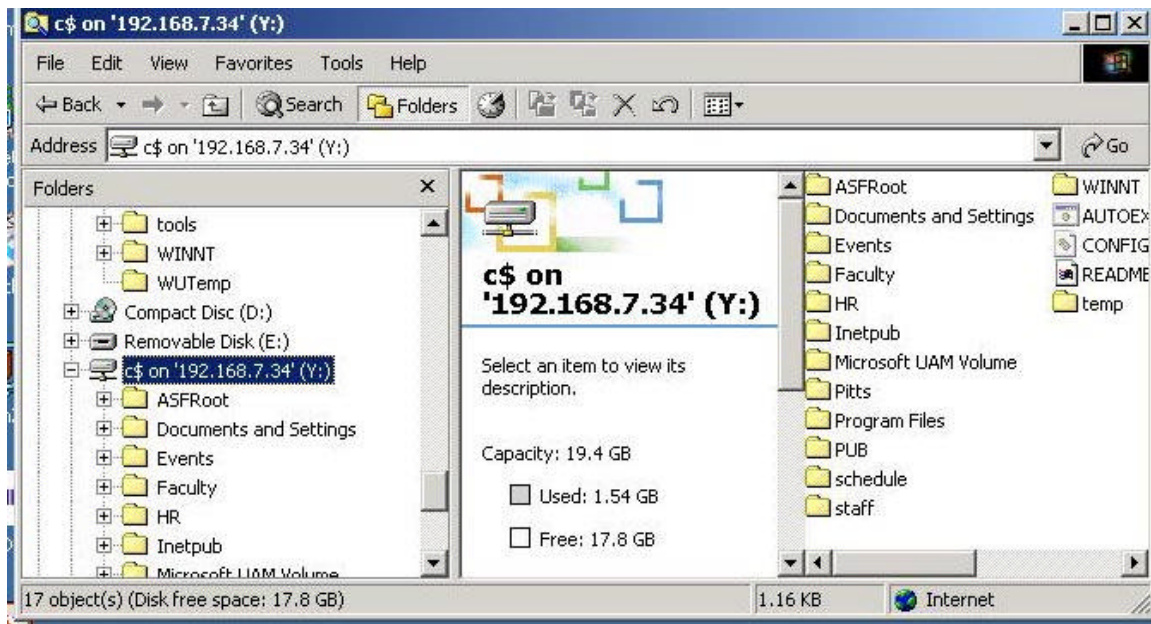 c$ on '192.168.7.34' (Y:)
File Edit View Favorites Tools Help
Back Search Folders
Address c$ on '192.168.7.34' (Y:) Go
Folders
tools
WINNT
WUTemp
Compact Disc (D:)
Removable Disk (E:)
c$ on '192.168.7.34' (Y:)
ASFRoot
Documents and Settings
Events
Faculty
HR
Inetpub
Microsoft UAM Volume
c$ on
'192.168.7.34' (Y:)
Select an item to view its
description.
Capacity: 19.4 GB
Used: 1.54 GB
Free: 17.8 GB
ASFRoot
Documents and Settings
Events
Faculty
HR
Inetpub
Microsoft UAM Volume
Pitts
Program Files
PUB
schedule
staff
WINNT
AUTOEX
CONFIG
README
temp
17 object(s) (Disk free space: 17.8 GB) 1.16 KB Internet